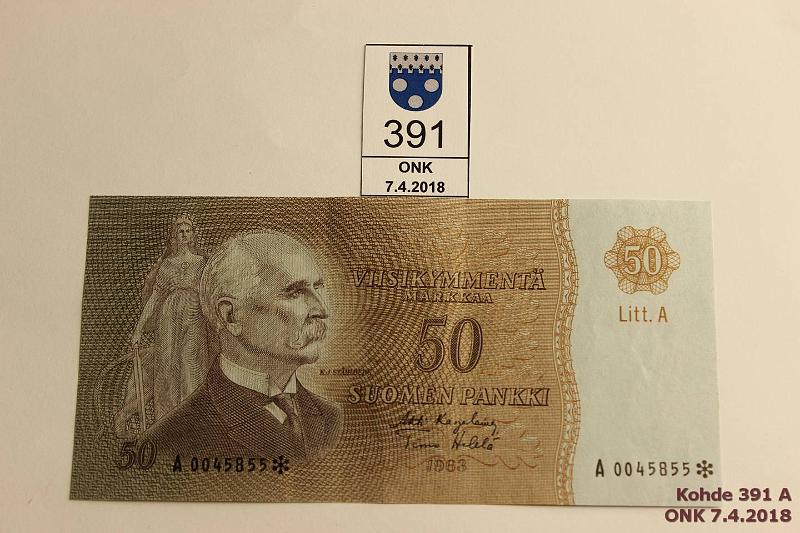 391
ONK
7.4.2018
VIISIKYMMENTÄ
MARKKAA
50
K.J. STÅHLBERG
SUOMEN PANKKI
1963
50
A 0045855*
50
Litt. A
A 0045855*
Kohde 391 A
ONK 7.4.2018